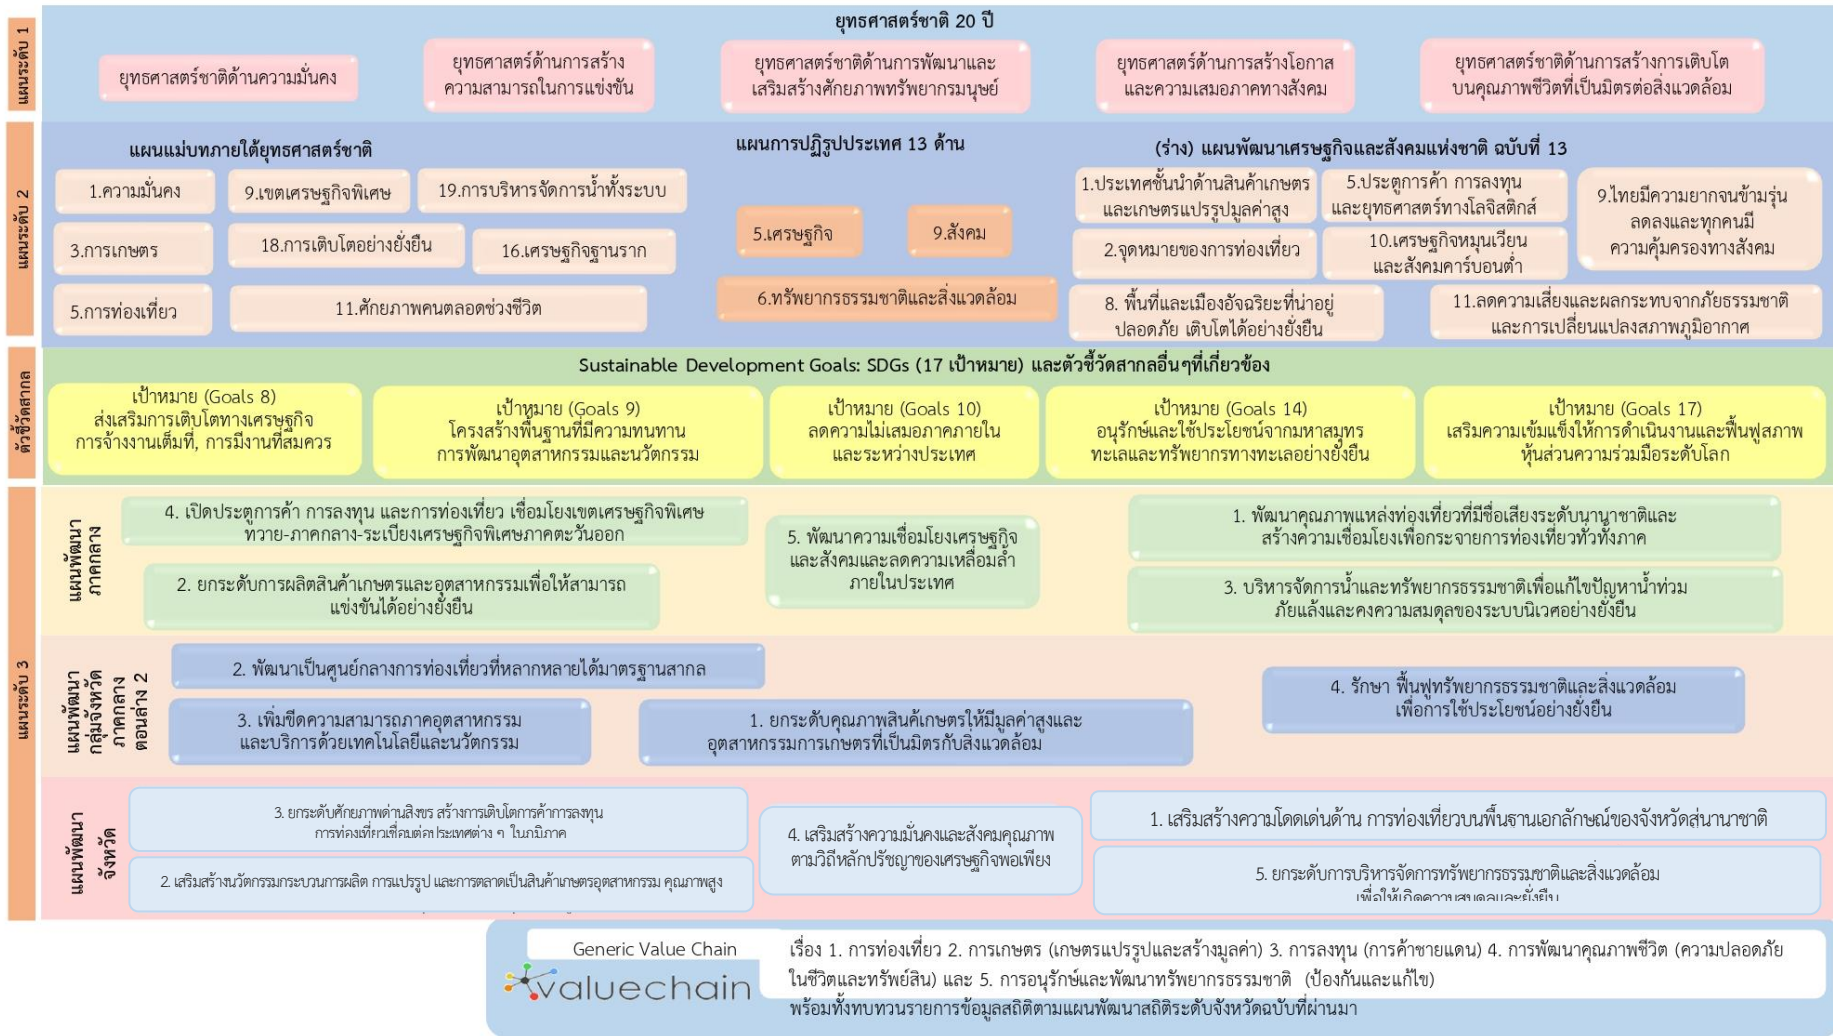 ยุทธศาสตร์ชาติ 20 ปี
แผนระดับ 1
ยุทธศาสตร์ชาติด้านความมั่นคง
ยุทธศาสตร์ด้านการสร้าง
ความสามารถในการแข่งขัน
ยุทธศาสตร์ชาติด้านการพัฒนาและ
เสริมสร้างศักยภาพทรัพยากรมนุษย์
ยุทธศาสตร์ด้านการสร้างโอกาส
และความเสมอภาคทางสังคม
ยุทธศาสตร์ชาติด้านการสร้างการเติบโต
บนคุณภาพชีวิตที่เป็นมิตรต่อสิ่งแวดล้อม
แผนระดับ 2
แผนแม่บทภายใต้ยุทธศาสตร์ชาติ
1.ความมั่นคง
9.เขตเศรษฐกิจพิเศษ
19.การบริหารจัดการน้ำทั้งระบบ
3.การเกษตร
18.การเติบโตอย่างยั่งยืน
16.เศรษฐกิจฐานราก
5.การท่องเที่ยว
11.ศักยภาพคนตลอดช่วงชีวิต
แผนการปฏิรูปประเทศ 13 ด้าน
5.เศรษฐกิจ
9.สังคม
6.ทรัพยากรธรรมชาติและสิ่งแวดล้อม
(ร่าง) แผนพัฒนาเศรษฐกิจและสังคมแห่งชาติ ฉบับที่ 13
1.ประเทศชั้นนำด้านสินค้าเกษตร
และเกษตรแปรรูปมูลค่าสูง
5.ประตูการค้า การลงทุน
และยุทธศาสตร์ทางโลจิสติกส์
9.ไทยมีความยากจนข้ามรุ่น
ลดลงและทุกคนมี
ความคุ้มครองทางสังคม
2.จุดหมายของการท่องเที่ยว
10.เศรษฐกิจหมุนเวียน
และสังคมคาร์บอนต่ำ
8. พื้นที่และเมืองอัจฉริยะที่น่าอยู่
ปลอดภัย เติบโตได้อย่างยั่งยืน
11.ลดความเสี่ยงและผลกระทบจากภัยธรรมชาติ
และการเปลี่ยนแปลงสภาพภูมิอากาศ
ตัวชี้วัดสากล
Sustainable Development Goals: SDGs (17 เป้าหมาย) และตัวชี้วัดสากลอื่นๆที่เกี่ยวข้อง
เป้าหมาย (Goals 8)
ส่งเสริมการเติบโตทางเศรษฐกิจ
การจ้างงานเต็มที่, การมีงานที่สมควร
เป้าหมาย (Goals 9)
โครงสร้างพื้นฐานที่มีความทนทาน
การพัฒนาอุตสาหกรรมและนวัตกรรม
เป้าหมาย (Goals 10)
ลดความไม่เสมอภาคภายใน
และระหว่างประเทศ
เป้าหมาย (Goals 14)
อนุรักษ์และใช้ประโยชน์จากมหาสมุทร
ทะเลและทรัพยากรทางทะเลอย่างยั่งยืน
เป้าหมาย (Goals 17)
เสริมความเข้มแข็งให้การดำเนินงานและฟื้นฟูสภาพ
หุ้นส่วนความร่วมมือระดับโลก
แผนระดับ 3
แผนพัฒนา
ภาคกลาง
4. เปิดประตูการค้า การลงทุน และการท่องเที่ยว เชื่อมโยงเขตเศรษฐกิจพิเศษ
ทวาย-ภาคกลาง-ระเบียงเศรษฐกิจพิเศษภาคตะวันออก
2. ยกระดับการผลิตสินค้าเกษตรและอุตสาหกรรมเพื่อให้สามารถ
แข่งขันได้อย่างยั่งยืน
5. พัฒนาความเชื่อมโยงเศรษฐกิจ
และสังคมและลดความเหลื่อมล้ำ
ภายในประเทศ
1. พัฒนาคุณภาพแหล่งท่องเที่ยวที่มีชื่อเสียงระดับนานาชาติและ
สร้างความเชื่อมโยงเพื่อกระจายการท่องเที่ยวทั่วทั้งภาค
3. บริหารจัดการน้ำและทรัพยากรธรรมชาติเพื่อแก้ไขปัญหาน้ำท่วม
ภัยแล้งและคงความสมดุลของระบบนิเวศอย่างยั่งยืน
แผนพัฒนา
กลุ่มจังหวัด
ภาคกลาง
ตอนล่าง 2
2. พัฒนาเป็นศูนย์กลางการท่องเที่ยวที่หลากหลายได้มาตรฐานสากล
3. เพิ่มขีดความสามารถภาคอุตสาหกรรม
และบริการด้วยเทคโนโลยีและนวัตกรรม
1. ยกระดับคุณภาพสินค้เกษตรให้มีมูลค่าสูงและ
อุตสาหกรรมการเกษตรที่เป็นมิตรกับสิ่งแวดล้อม
4. รักษา ฟื้นฟูทรัพยากรธรรมชาติและสิ่งแวดล้อม
เพื่อการใช้ประโยชน์อย่างยั่งยืน
แผนพัฒนา
จังหวัด
3. ยกระดับศักยภาพด่านสิงขร สร้างการเติบโตการค้าการลงทุน
การท่องเที่ยวเชื่อมต่อประเทศต่าง ๆ ในภูมิภาค
2. เสริมสร้างนวัตกรรมกระบวนการผลิต การแปรรูป และการตลาดเป็นสินค้าเกษตรอุตสาหกรรม คุณภาพสูง
4. เสริมสร้างความมั่นคงและสังคมคุณภาพ
ตามวิถีหลักปรัชญาของเศรษฐกิจพอเพียง
1. เสริมสร้างความโดดเด่นด้าน การท่องเที่ยวบนพื้นฐานเอกลักษณ์ของจังหวัดสู่นานาชาติ
5. ยกระดับการบริหารจัดการทรัพยากรธรรมชาติและสิ่งแวดล้อม
เพื่อให้เกิดความสมดุลและยั่งยืน
Generic Value Chain
valuechain
เรื่อง 1. การท่องเที่ยว 2. การเกษตร (เกษตรแปรรูปและสร้างมูลค่า) 3. การลงทุน (การค้าชายแดน) 4. การพัฒนาคุณภาพชีวิต (ความปลอดภัย
ในชีวิตและทรัพย์สิน) และ 5. การอนุรักษ์และพัฒนาทรัพยากรธรรมชาติ (ป้องกันและแก้ไข)
พร้อมทั้งทบทวนรายการข้อมูลสถิติตามแผนพัฒนาสถิติระดับจังหวัดฉบับที่ผ่านมา